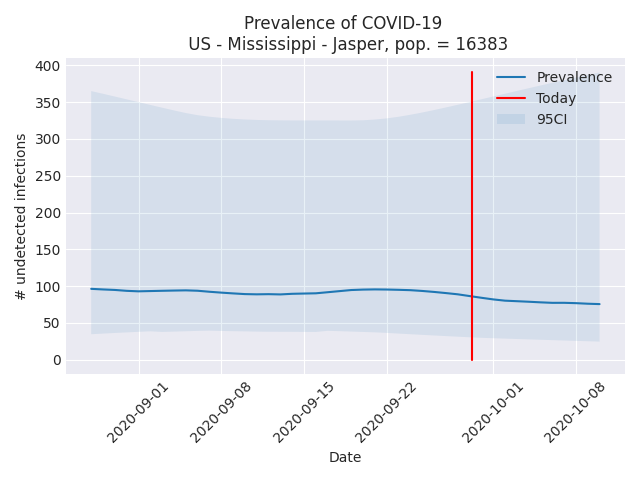 Prevalence of COVID-19
US - Mississippi - Jasper, pop. = 16383
400
350
300
250
200
150
100
50
0
# undetected infections
Prevalence
Today
95CI
2020-09-01
2020-09-08
2020-09-15
2020-09-22
2020-10-01
2020-10-08
Date